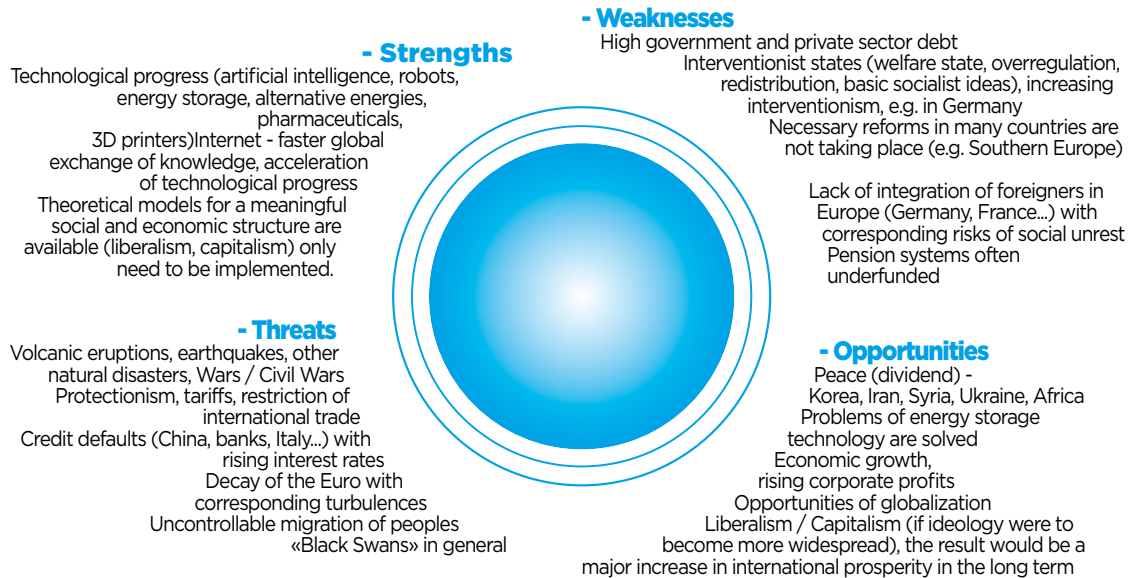 - Strengths
Technological progress (artificial intelligence, robots,
energy storage, alternative energies,
pharmaceuticals,
3D printers)Internet - faster global
exchange of knowledge, acceleration
of technological progress
Theoretical models for a meaningful
social and economic structure are
available (liberalism, capitalism) only
need to be implemented.
- Weaknesses
High government and private sector debt
Interventionist states (welfare state, overregulation,
redistribution, basic socialist ideas), increasing
interventionism, e.g. in Germany
Necessary reforms in many countries are
not taking place (e.g. Southern Europe)
Lack of integration of foreigners in
Europe (Germany, France...) with
corresponding risks of social unrest
Pension systems often
underfunded
- Threats
Volcanic eruptions, earthquakes, other
natural disasters, Wars / Civil Wars
Protectionism, tariffs, restriction of
international trade
Credit defaults (China, banks, Italy...) with
rising interest rates
Decay of the Euro with
corresponding turbulences
Uncontrollable migration of peoples
«Black Swans» in general
- Opportunities
Peace (dividend) -
Korea, Iran, Syria, Ukraine, Africa
Problems of energy storage
technology are solved
Economic growth,
rising corporate profits
Opportunities of globalization
Liberalism / Capitalism (if ideology were to
become more widespread), the result would be a
major increase in international prosperity in the long term